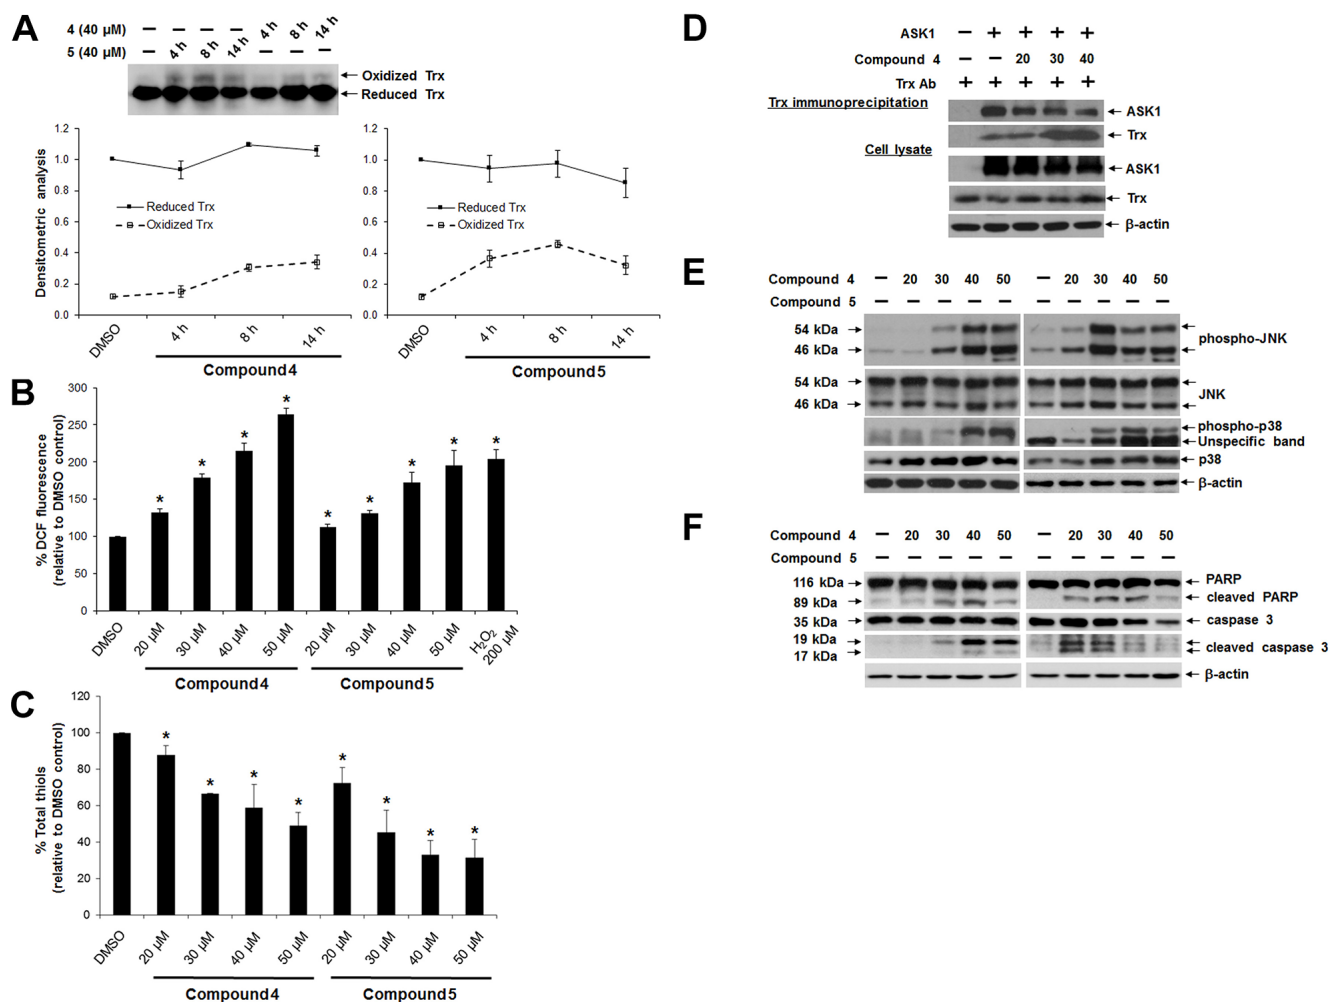 A
4 (40 µM) – – – – 4 h 8 h 14 h
5 (40 µM) – 4 h 8 h 14 h – – –
Oxidized Trx
Reduced Trx
Densitometric analysis
1.2
1.0
0.8
0.6
0.4
0.2
0.0
Reduced Trx
Oxidized Trx
DMSO 4 h 8 h 14 h
Compound 4
1.2
1.0
0.8
0.6
0.4
0.2
0.0
Reduced Trx
Oxidized Trx
DMSO 4 h 8 h 14 h
Compound 5
B
% DCF fluorescence
(relative to DMSO control)
300
250
200
150
100
50
0
* * * * * * * * *
DMSO 20 µM 30 µM 40 µM 50 µM 20 µM 30 µM 40 µM 50 µM H₂O₂
200 µM
Compound 4 Compound 5
C
% Total thiols
(relative to DMSO control)
120
100
80
60
40
20
0
* * * * * * * *
DMSO 20 µM 30 µM 40 µM 50 µM 20 µM 30 µM 40 µM 50 µM
Compound 4 Compound 5
D
ASK1 – + + + +
Compound 4 – – 20 30 40
Trx Ab + + + + +
Trx immunoprecipitation
ASK1
Trx
Cell lysate
ASK1
Trx
β-actin
E
Compound 4 – 20 30 40 50 – 20 30 40 50
Compound 5 – – – – – – – – – –
54 kDa
phospho-JNK
46 kDa
54 kDa
JNK
46 kDa
phospho-p38
Unspecific band
p38
β-actin
F
Compound 4 – 20 30 40 50 – 20 30 40 50
Compound 5 – – – – – – – – – –
116 kDa PARP
89 kDa cleaved PARP
35 kDa caspase 3
19 kDa
cleaved caspase 3
17 kDa
β-actin